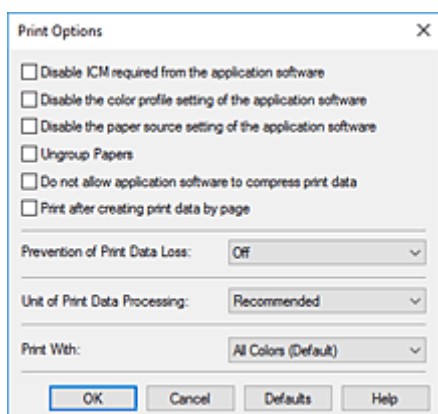 Print Options
Disable ICM required from the application software
Disable the color profile setting of the application software
Disable the paper source setting of the application software
Ungroup Papers
Do not allow application software to compress print data
Print after creating print data by page
Prevention of Print Data Loss: Off
Unit of Print Data Processing: Recommended
Print With: All Colors (Default)
OK Cancel Defaults Help